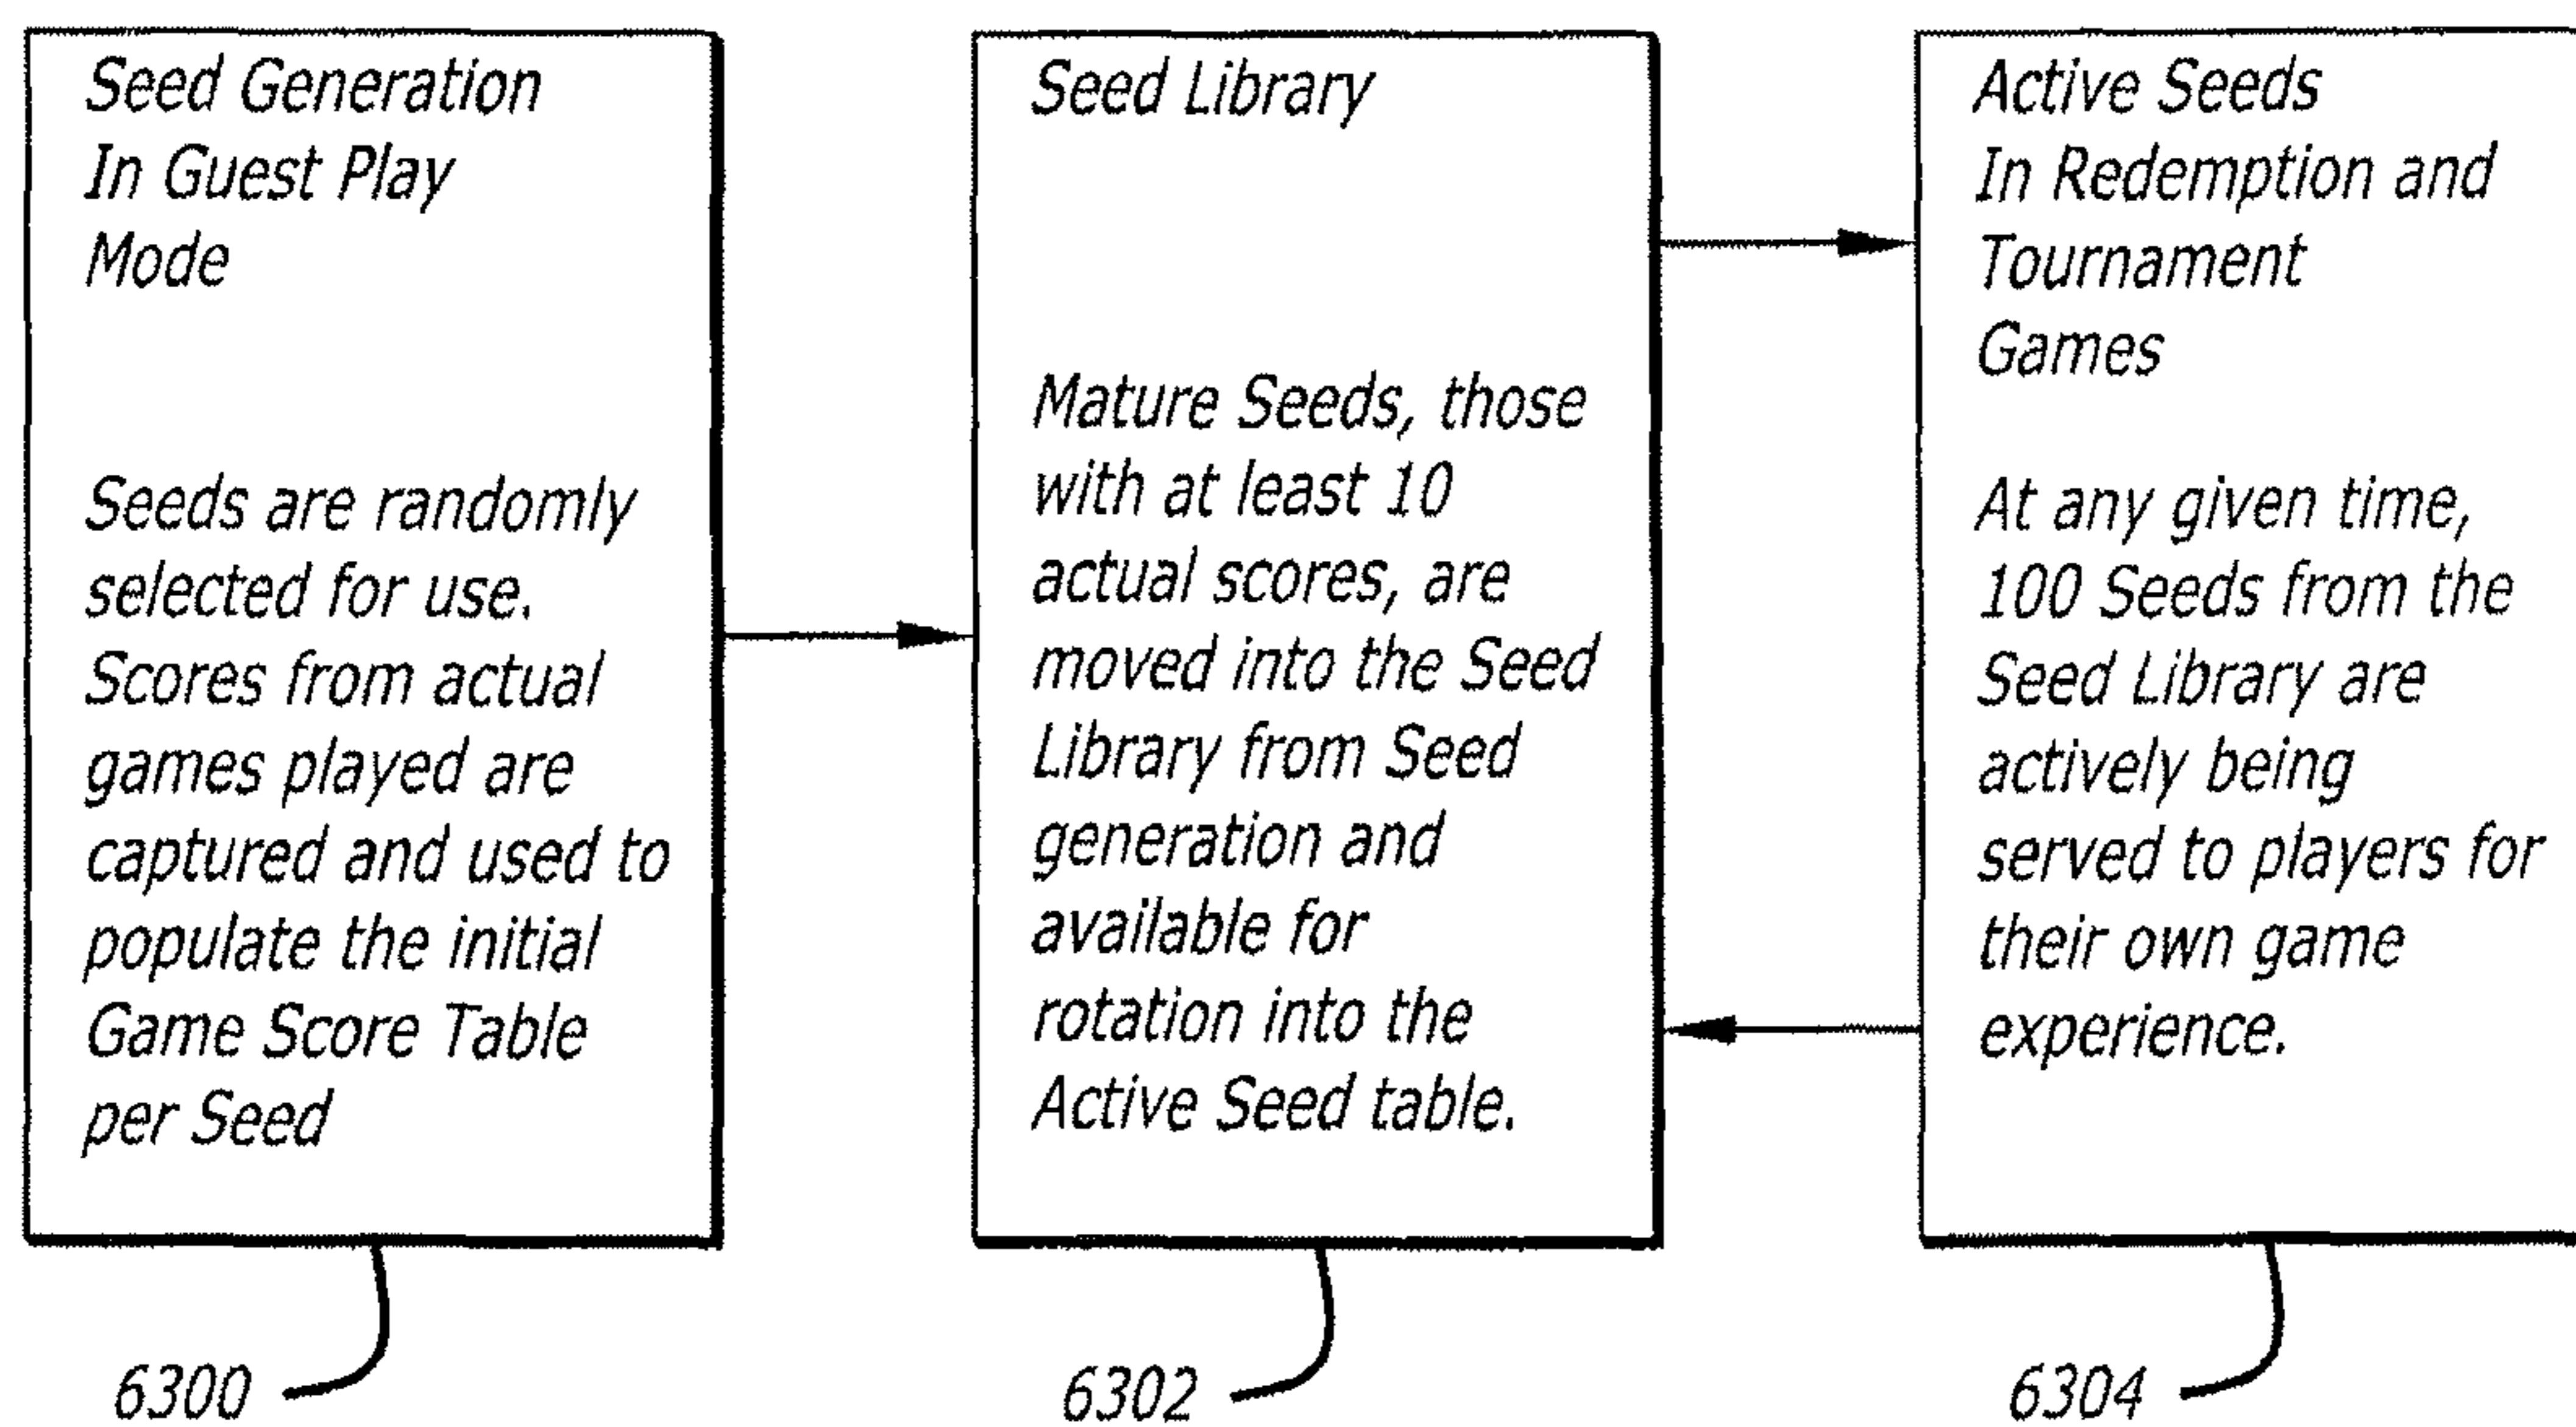 Seed Generation
In Guest Play
Mode
Seeds are randomly
selected for use.
Scores from actual
games played are
captured and used to
populate the initial
Game Score Table
per Seed
6300
Seed Library
Mature Seeds, those
with at least 10
actual scores, are
moved into the Seed
Library from Seed
generation and
available for
rotation into the
Active Seed table.
6302
Active Seeds
In Redemption and
Tournament
Games
At any given time,
100 Seeds from the
Seed Library are
actively being
served to players for
their own game
experience.
6304